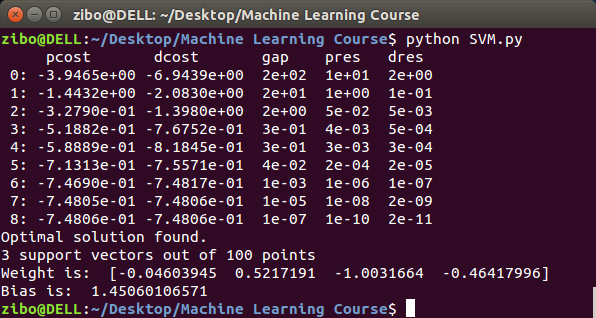 zibo@DELL: ~/Desktop/Machine Learning Course
zibo@DELL:~/Desktop/Machine Learning Course$ python SVM.py
     pcost       dcost       gap    pres   dres
 0: -3.9465e+00 -6.9439e+00  2e+02  1e+01  2e+00
 1: -1.4432e+00 -2.0830e+00  2e+01  1e+00  1e-01
 2: -3.2790e-01 -1.3980e+00  2e+00  5e-02  5e-03
 3: -5.1882e-01 -7.6752e-01  3e-01  4e-03  5e-04
 4: -5.8889e-01 -8.1845e-01  3e-01  3e-03  3e-04
 5: -7.1313e-01 -7.5571e-01  4e-02  2e-04  2e-05
 6: -7.4690e-01 -7.4817e-01  1e-03  1e-06  1e-07
 7: -7.4805e-01 -7.4806e-01  1e-05  1e-08  2e-09
 8: -7.4806e-01 -7.4806e-01  1e-07  1e-10  2e-11
Optimal solution found.
3 support vectors out of 100 points
Weight is:  [-0.04603945  0.5217191  -1.0031664  -0.46417996]
Bias is:  1.45060106571
zibo@DELL:~/Desktop/Machine Learning Course$